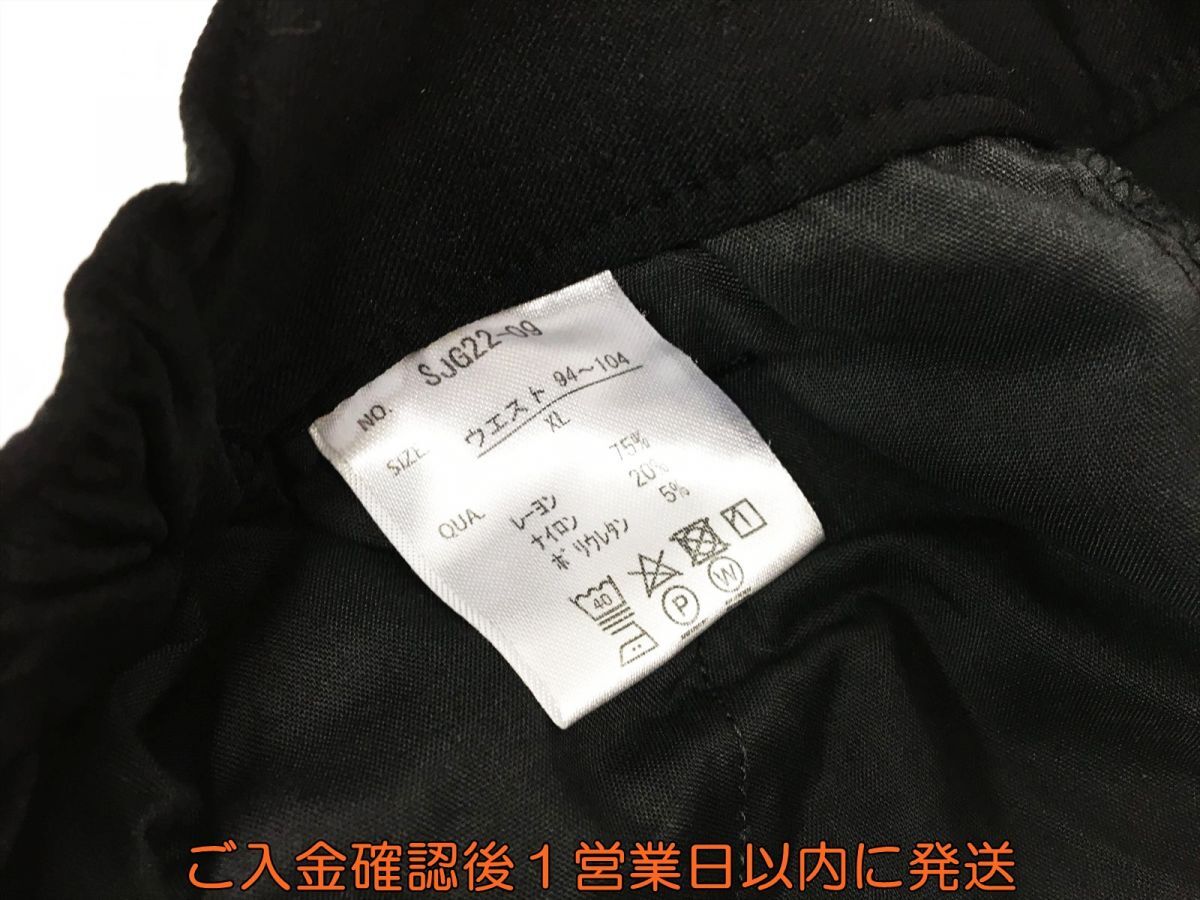 NO. SJG22-09
SIZE ウエスト 94～104
XL
QUA. レーヨン 75%
ナイロン 20%
ポリウレタン 5%
40
P W
ご入金確認後１営業日以内に発送